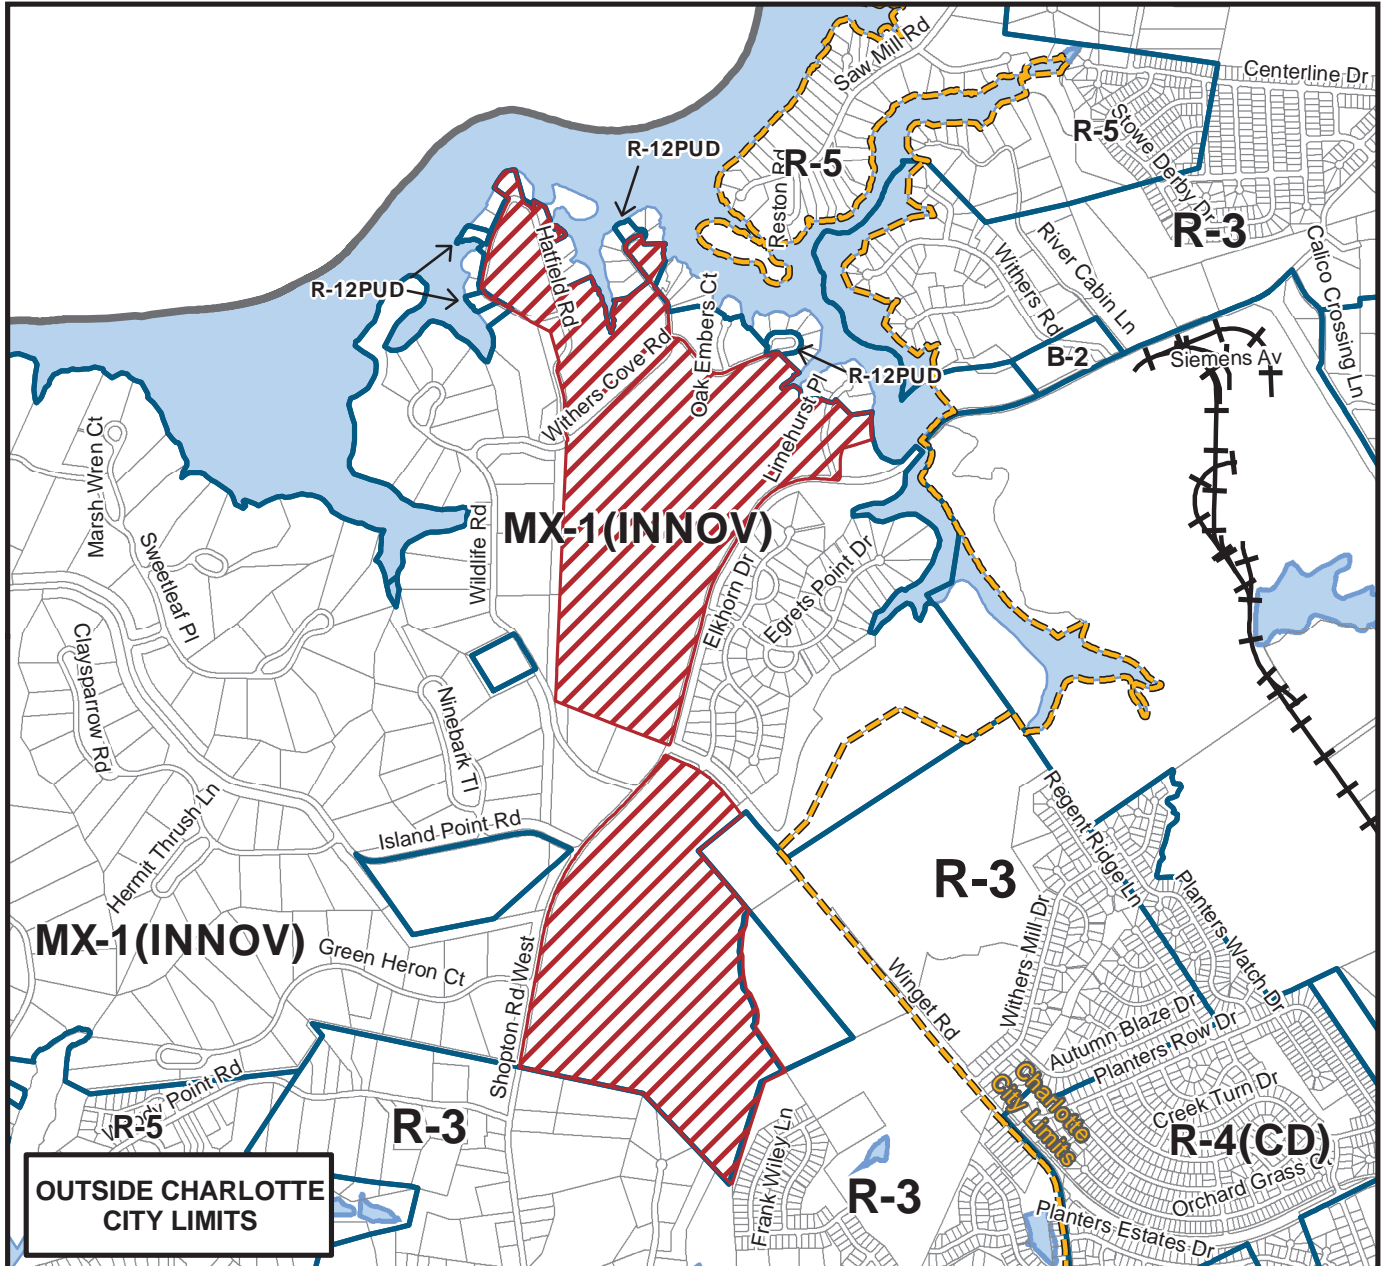 Saw Mill Rd
Centerline Dr
R-12PUD
R-5
R-5
Stowe Derby Dr
Reston Rd
R-3
Hatfield Rd
River Cabin Ln
Withers Rd
Calico Crossing Ln
R-12PUD
Oak Embers Ct
Withers Cove Rd
B-2
Siemens Av
R-12PUD
Limehurst Pl
Marsh Wren Ct
Wildlife Rd
MX-1(INNOV)
Sweetleaf Pl
Elkhorn Dr
Egrets Point Dr
Claysparrow Rd
Ninebark Tl
Hermit Thrush Ln
Island Point Rd
Regent Ridge Ln
R-3
Planters Watch Dr
Withers Mill Dr
MX-1(INNOV)
Green Heron Ct
Shopton Rd West
Winget Rd
Autumn Blaze Dr
Planters Row Dr
Charlotte
City Limits
Woody Point Rd
R-5
R-3
Creek Turn Dr
R-4(CD)
Frank Wiley Ln
R-3
Orchard Grass Ct
Planters Estates Dr
OUTSIDE CHARLOTTE
CITY LIMITS